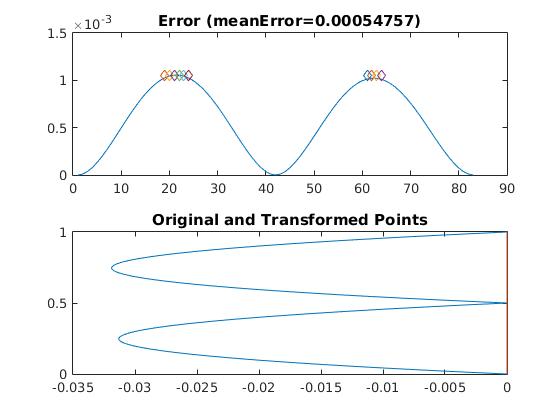 Error (meanError=0.00054757)
×10⁻³
1.5
1
0.5
0
0 10 20 30 40 50 60 70 80 90
Original and Transformed Points
1
0.5
0
-0.035 -0.03 -0.025 -0.02 -0.015 -0.01 -0.005 0